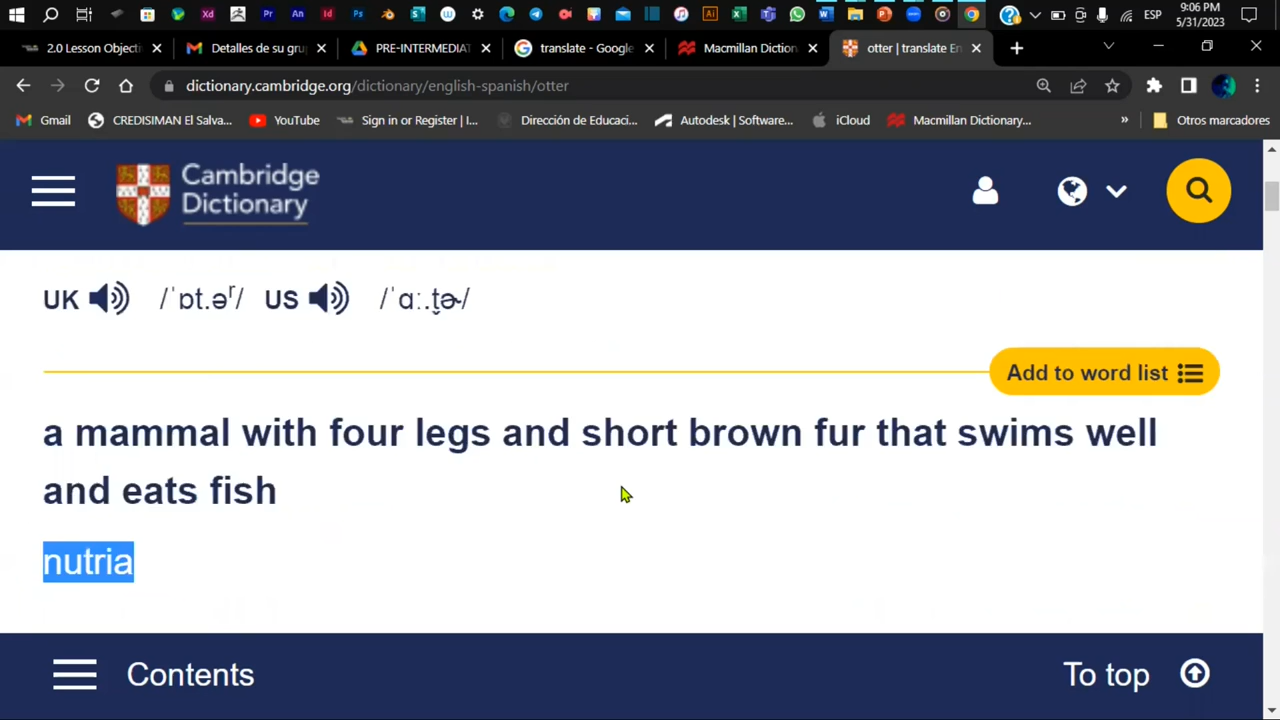 ESP
9:06 PM
5/31/2023
2.0 Lesson Objecti
Detalles de su gru
PRE-INTERMEDIAT
translate - Google
Macmillan Diction
otter | translate En
dictionary.cambridge.org/dictionary/english-spanish/otter
Gmail
CREDISIMAN El Salva...
YouTube
Sign in or Register | I...
Dirección de Educaci...
Autodesk | Software...
iCloud
Macmillan Dictionary...
»
Otros marcadores
Cambridge
Dictionary
UK /ˈɒt.əʳ/ US /ˈɑː.t̬ɚ/
Add to word list
a mammal with four legs and short brown fur that swims well
and eats fish
nutria
Contents
To top